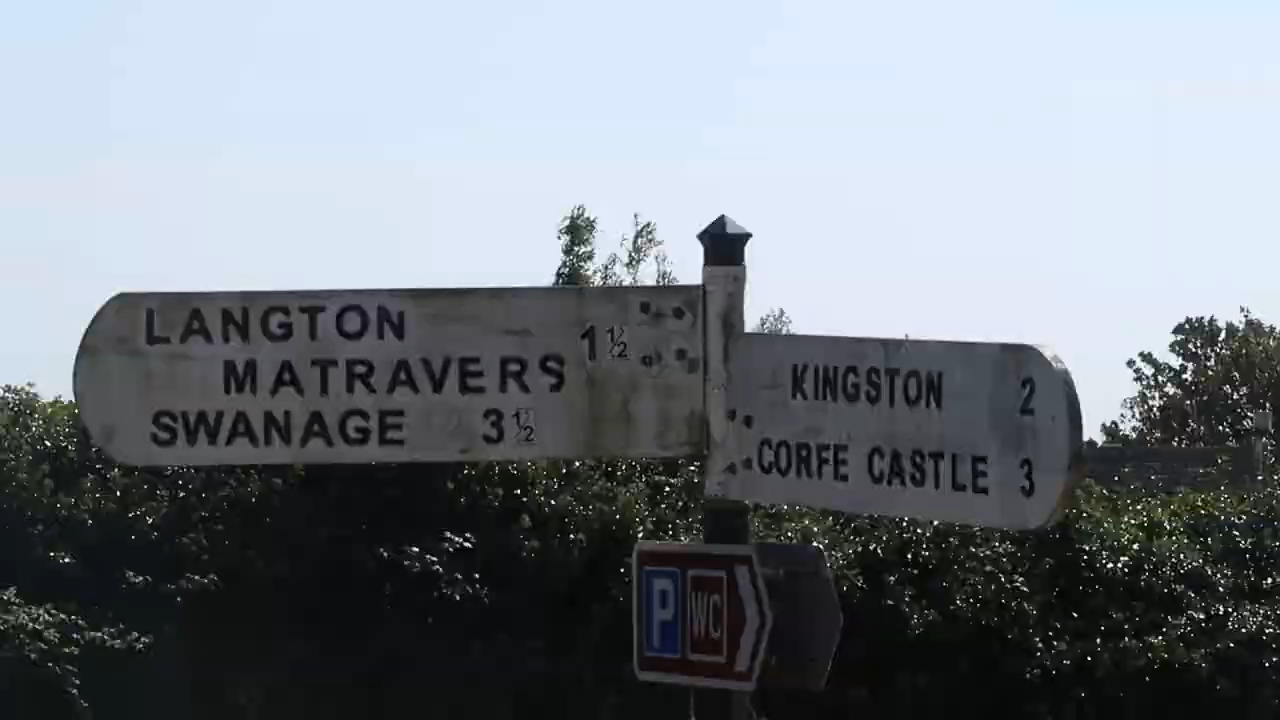 LANGTON
MATRAVERS 1½
SWANAGE 3½
KINGSTON 2
CORFE CASTLE 3
P WC